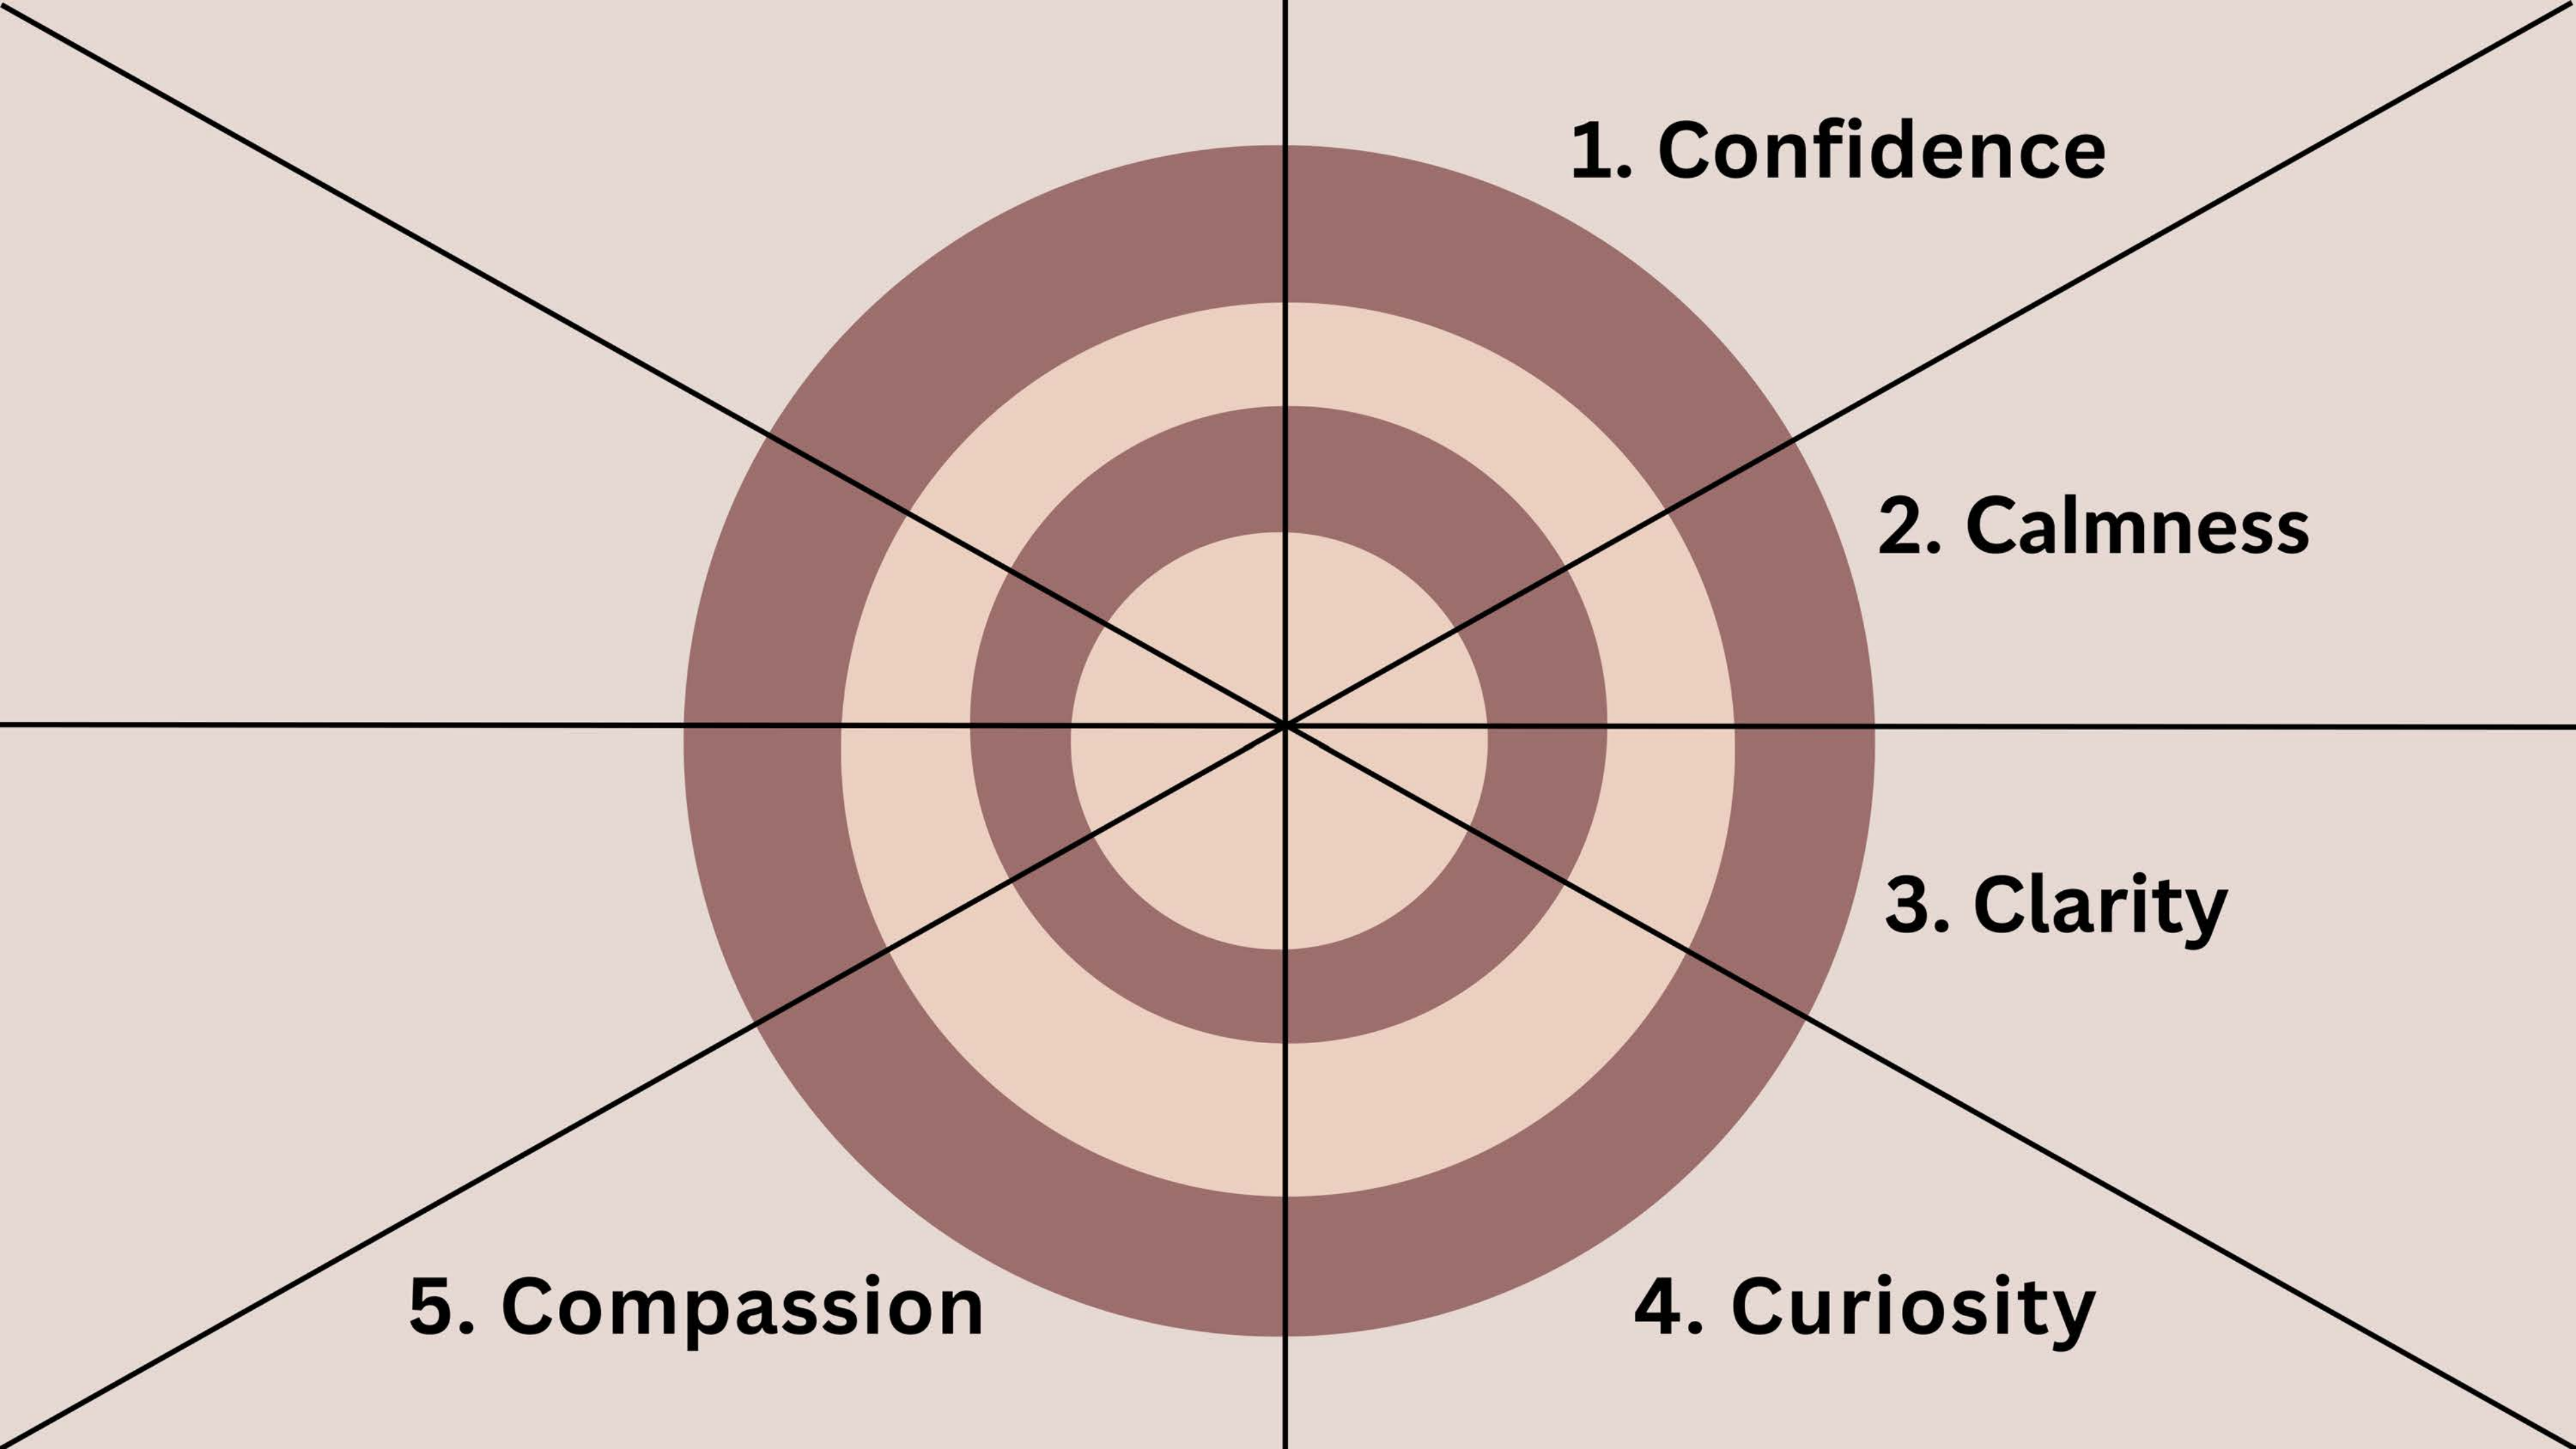 1. Confidence
2. Calmness
3. Clarity
4. Curiosity
5. Compassion